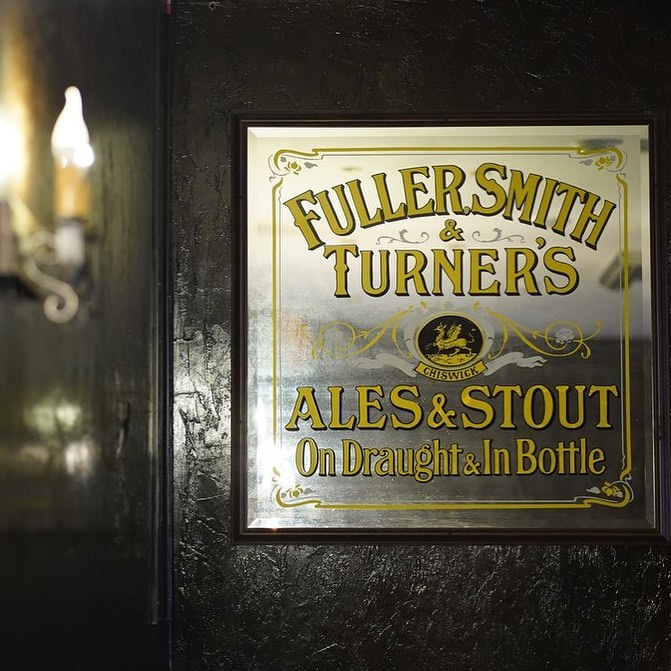 FULLER, SMITH
&
TURNER'S
CHISWICK
ALES & STOUT
On Draught & In Bottle